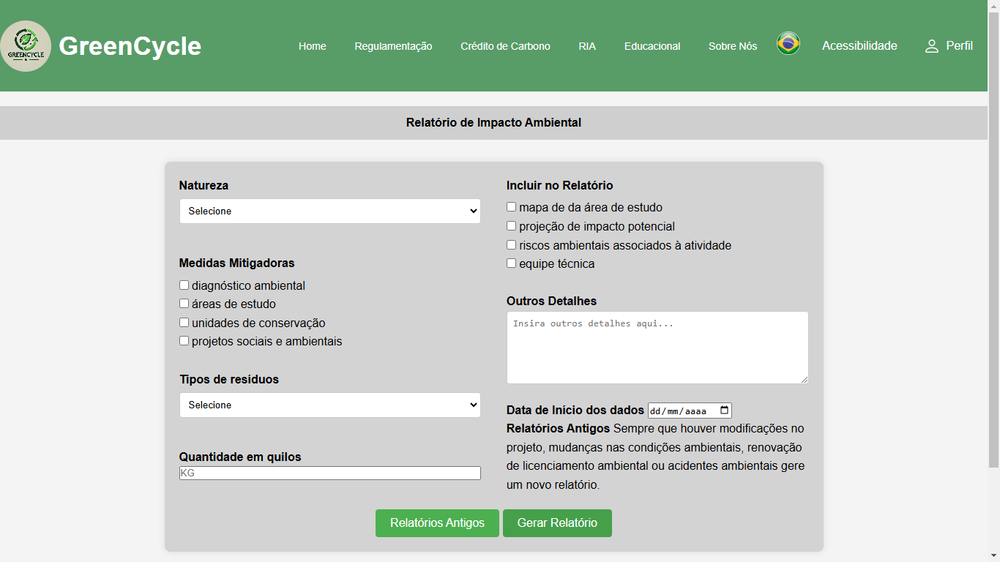 GREENCYCLE
GreenCycle
Home
Regulamentação
Crédito de Carbono
RIA
Educacional
Sobre Nós
Acessibilidade
Perfil
Relatório de Impacto Ambiental
Natureza
Selecione
Medidas Mitigadoras
diagnóstico ambiental
áreas de estudo
unidades de conservação
projetos sociais e ambientais
Tipos de resíduos
Selecione
Quantidade em quilos
KG
Incluir no Relatório
mapa de da área de estudo
projeção de impacto potencial
riscos ambientais associados à atividade
equipe técnica
Outros Detalhes
Insira outros detalhes aqui...
Data de Início dos dados dd/mm/aaaa
Relatórios Antigos Sempre que houver modificações no
projeto, mudanças nas condições ambientais, renovação
de licenciamento ambiental ou acidentes ambientais gere
um novo relatório.
Relatórios Antigos
Gerar Relatório